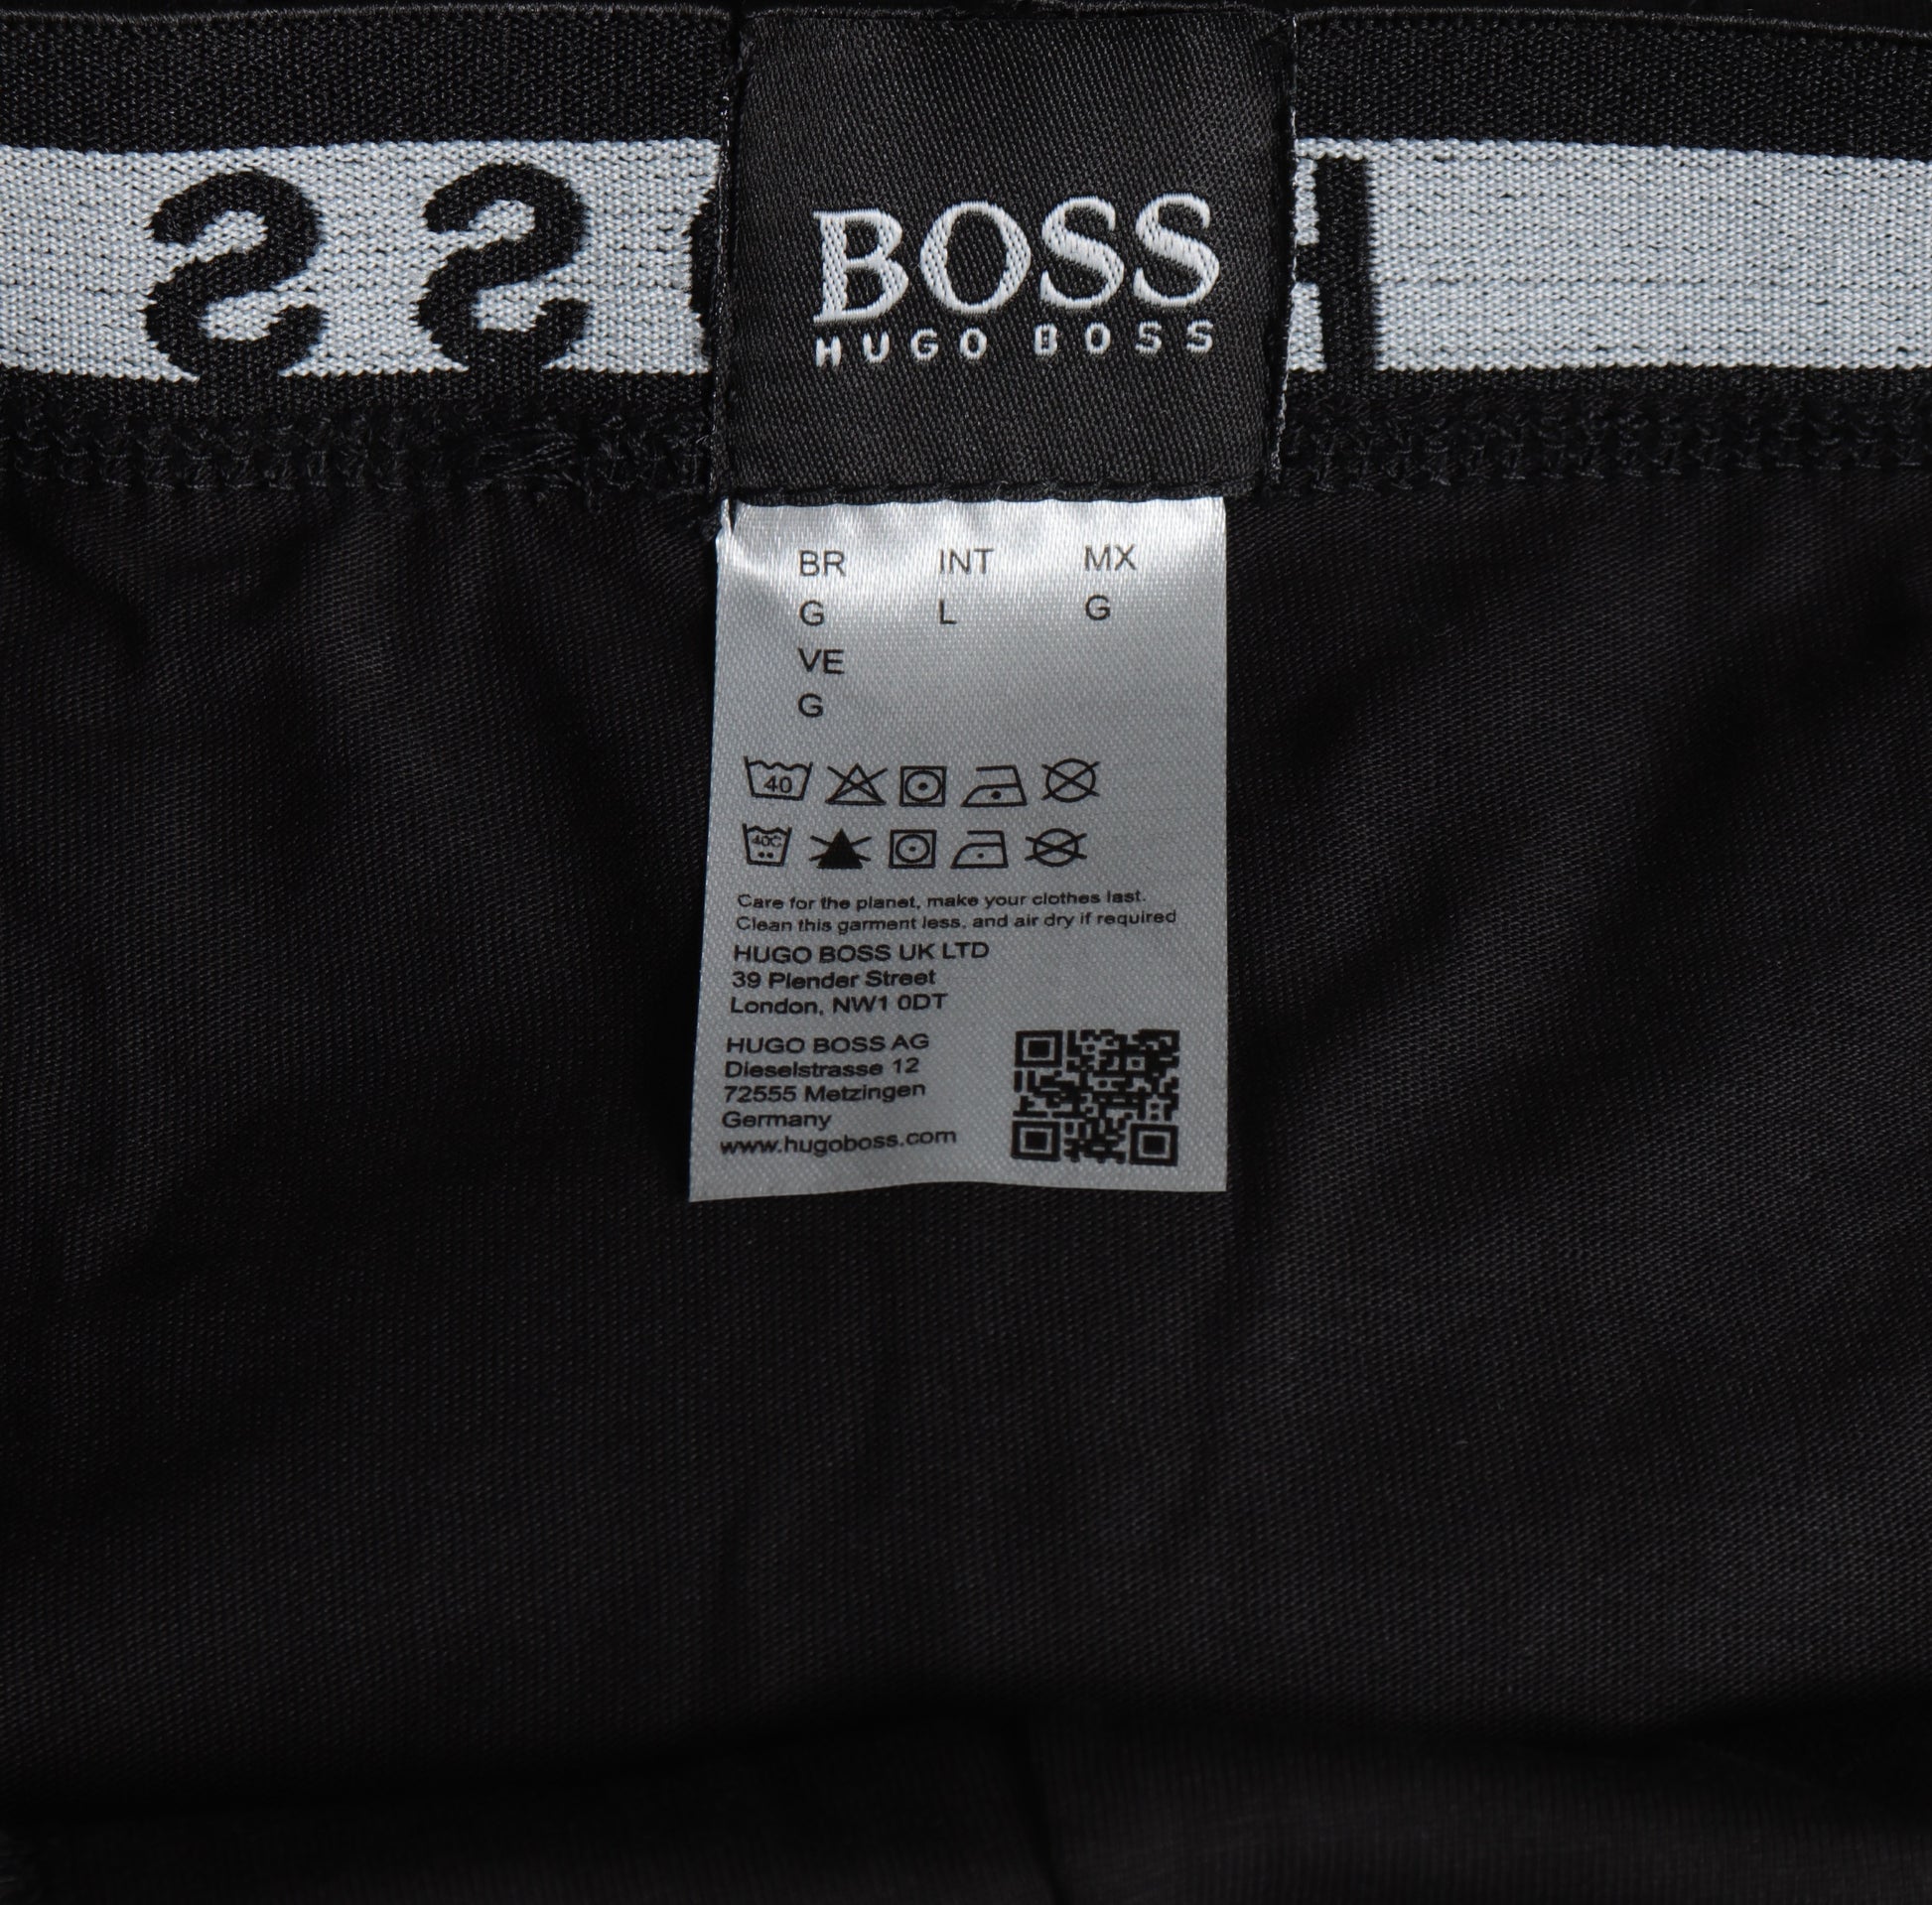 BOSS
HUGO BOSS
BR INT MX
G L G
VE
G
40
40C
Care for the planet, make your clothes last.
Clean this garment less, and air dry if required
HUGO BOSS UK LTD
39 Plender Street
London, NW1 0DT
HUGO BOSS AG
Dieselstrasse 12
72555 Metzingen
Germany
www.hugoboss.com